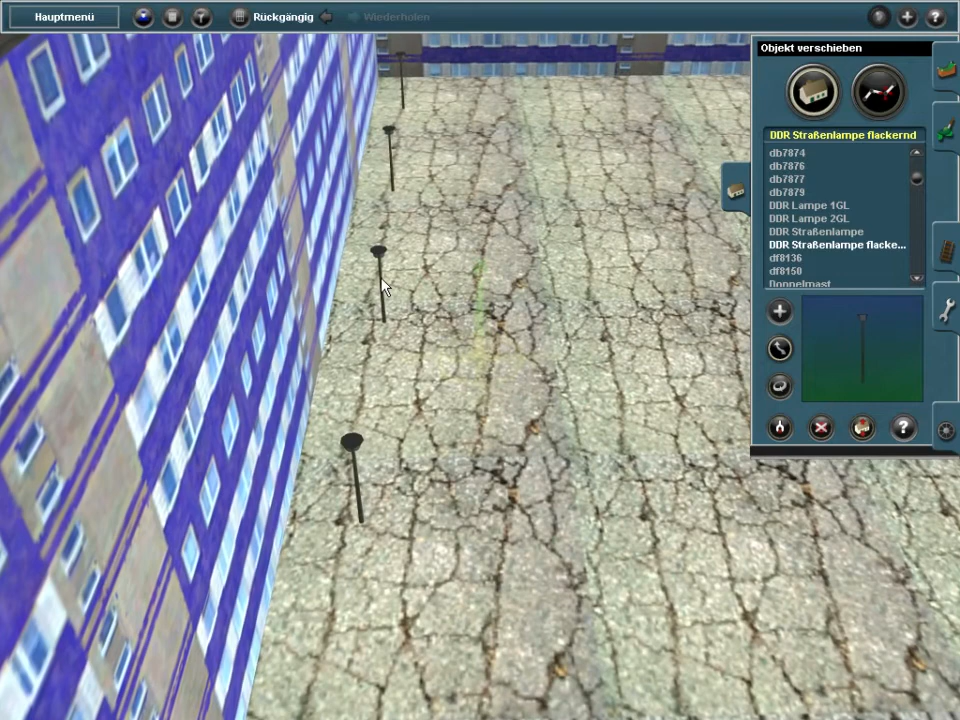 Hauptmenü
Rückgängig
Wiederholen
Objekt verschieben
DDR Straßenlampe flackernd
db7874
db7876
db7877
db7879
DDR Lampe 1GL
DDR Lampe 2GL
DDR Straßenlampe
DDR Straßenlampe flacke...
df8136
df8150
Doppelmast